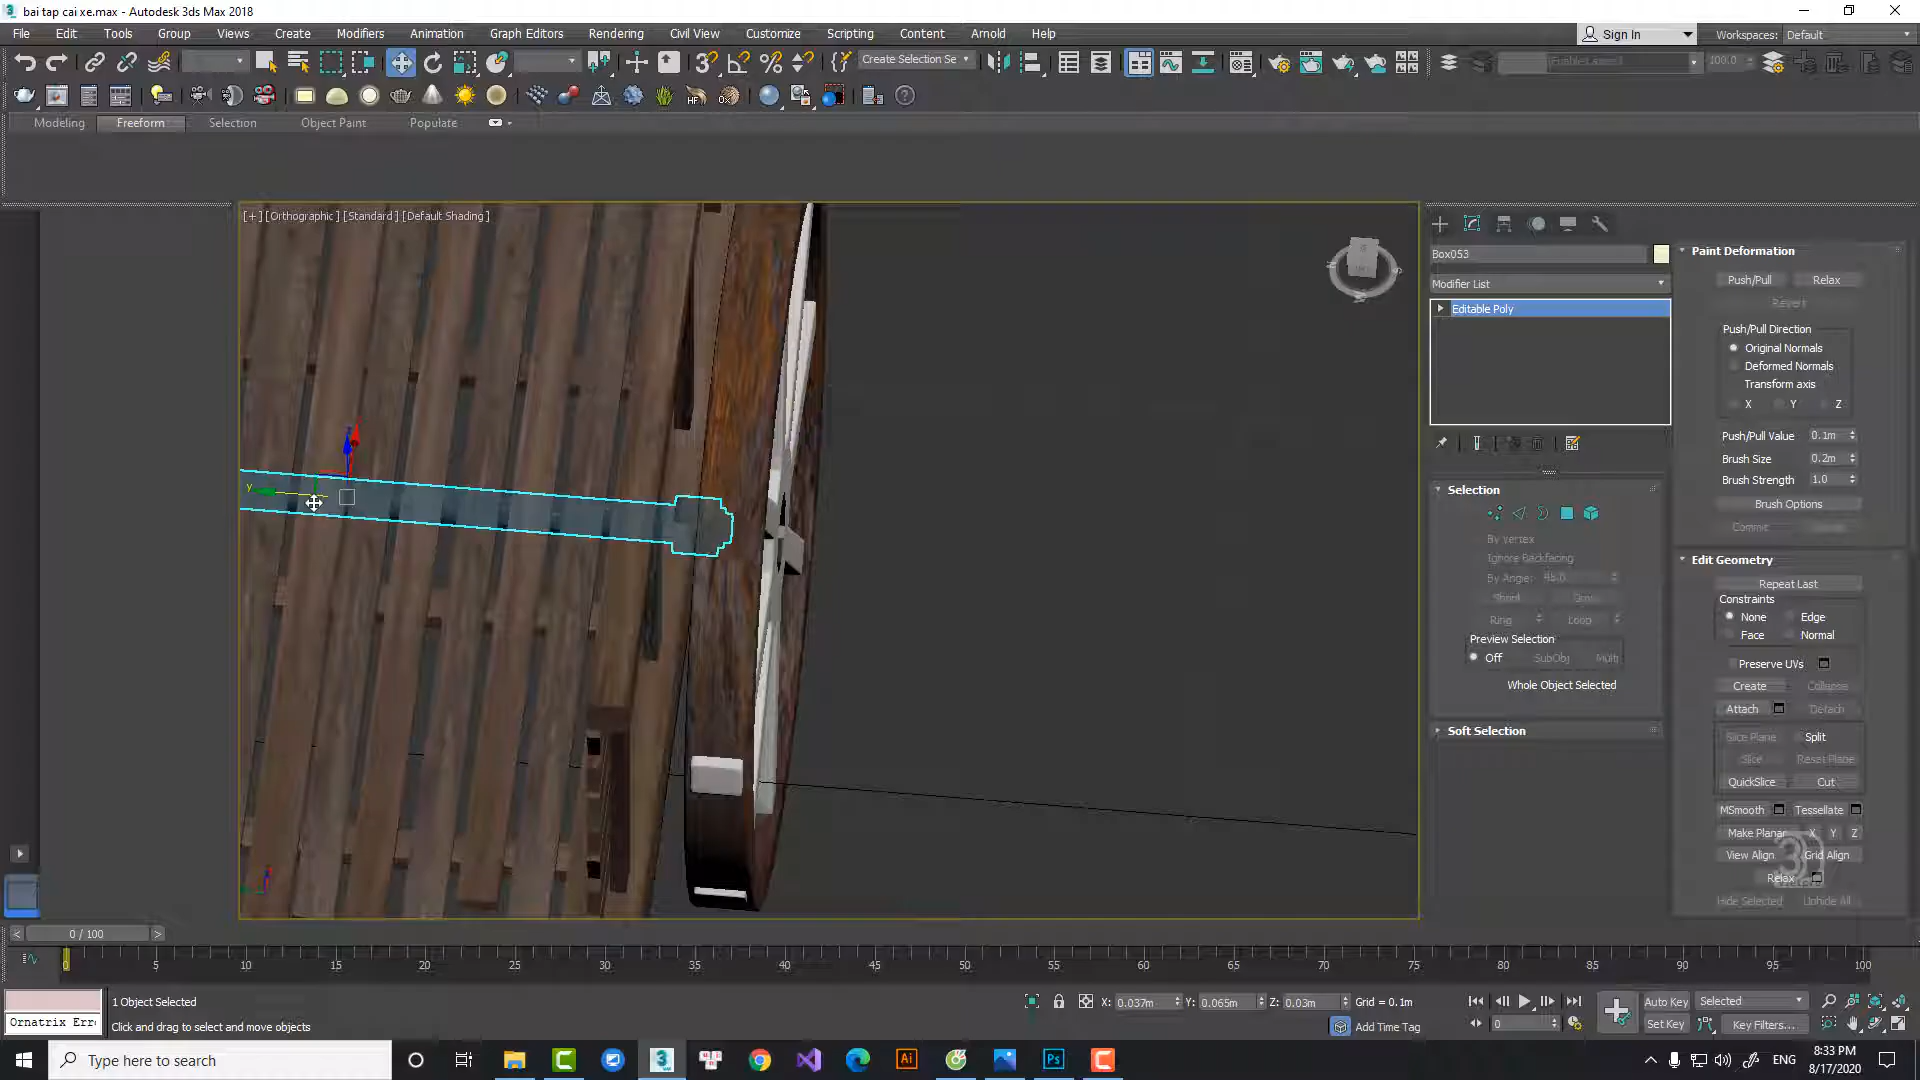 bai tap cai xe.max - Autodesk 3ds Max 2018
File Edit Tools Group Views Create Modifiers Animation Graph Editors Rendering Civil View Customize Scripting Content Arnold Help
Sign In Workspaces: Default
Create Selection Se
100.0
Modeling Freeform Selection Object Paint Populate
[+] [Orthographic] [Standard] [Default Shading]
y
Box053
Modifier List
Editable Poly
Selection
By vertex
Ignore Backfacing
By Angle: 45.0
Shrink Grow
Ring Loop
Preview Selection
Off SubObj Multi
Whole Object Selected
Soft Selection
Paint Deformation
Push/Pull Relax
Revert
Push/Pull Direction
Original Normals
Deformed Normals
Transform axis
X Y Z
Push/Pull Value 0.1m
Brush Size 0.2m
Brush Strength 1.0
Brush Options
Commit
Edit Geometry
Repeat Last
Constraints
None Edge
Face Normal
Preserve UVs
Create Collapse
Attach Detach
Slice Plane Split
Slice Reset Plane
QuickSlice Cut
MSmooth Tessellate
Make Planar X Y Z
View Align Grid Align
Relax
Hide Selected Unhide All
0 / 100
0 5 10 15 20 25 30 35 40 45 50 55 60 65 70 75 80 85 90 95 100
1 Object Selected
X: 0.037m Y: 0.065m Z: 0.03m Grid = 0.1m
Auto Key Selected
Ornatrix Err
Click and drag to select and move objects
Add Time Tag
0
Set Key Key Filters...
Type here to search
ENG
8:33 PM
8/17/2020